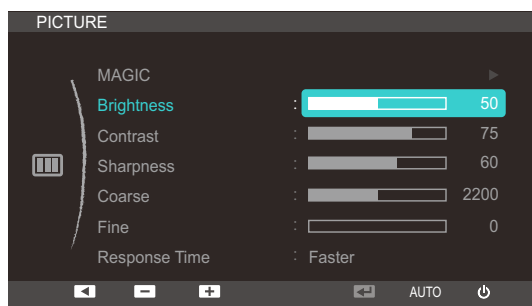 PICTURE
MAGIC
Brightness : 50
Contrast : 75
Sharpness : 60
Coarse : 2200
Fine : 0
Response Time : Faster
AUTO